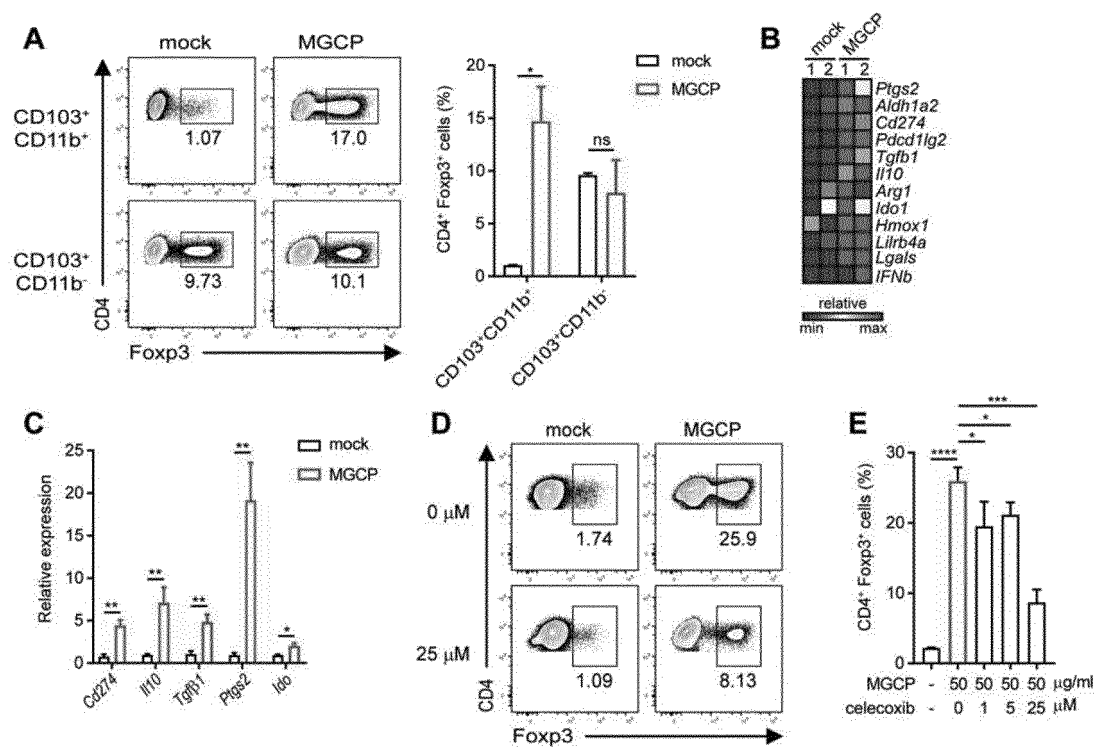 A
mock
MGCP
CD103+
CD11b+
1.07
17.0
CD103+
CD11b-
9.73
10.1
CD4
Foxp3
CD4+ Foxp3+ cells (%)
20
15
10
5
0
*
ns
mock
MGCP
CD103+CD11b+
CD103+CD11b-
B
mock MGCP
1 2 1 2
Ptgs2
Aldh1a2
Cd274
Pdcd1lg2
Tgfb1
Il10
Arg1
Ido1
Hmox1
Lilrb4a
Lgals
IFNb
relative
min max
C
Relative expression
25
20
15
10
5
0
** ** ** ** *
mock
MGCP
Cd274
Il10
Tgfb1
Ptgs2
Ido
D
mock
MGCP
0 μM
1.74
25.9
25 μM
1.09
8.13
CD4
Foxp3
E
CD4+ Foxp3+ cells (%)
30
20
10
0
***
*
*
****
MGCP - 50 50 50 50 μg/ml
celecoxib - 0 1 5 25 μM